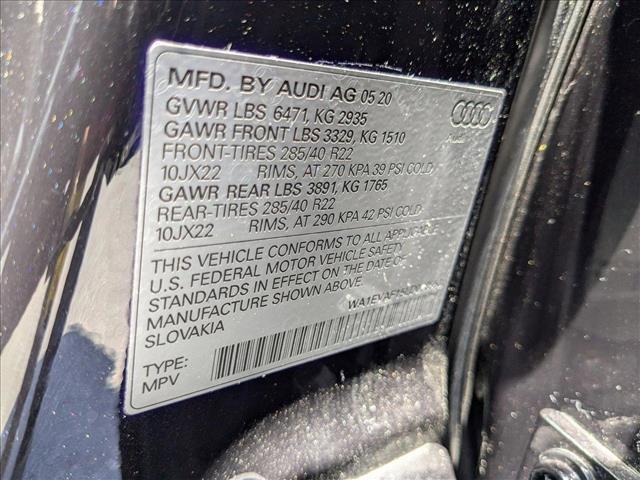 MFD. BY AUDI AG 05 20
GVWR LBS 6471, KG 2935
GAWR FRONT LBS 3329, KG 1510
FRONT-TIRES 285/40 R22
10JX22 RIMS, AT 270 KPA 39 PSI COLD
GAWR REAR LBS 3891, KG 1765
REAR-TIRES 285/40 R22
10JX22 RIMS, AT 290 KPA 42 PSI COLD
THIS VEHICLE CONFORMS TO ALL APPLICABLE
U.S. FEDERAL MOTOR VEHICLE SAFETY
STANDARDS IN EFFECT ON THE DATE OF
MANUFACTURE SHOWN ABOVE.
SLOVAKIA
TYPE:
MPV